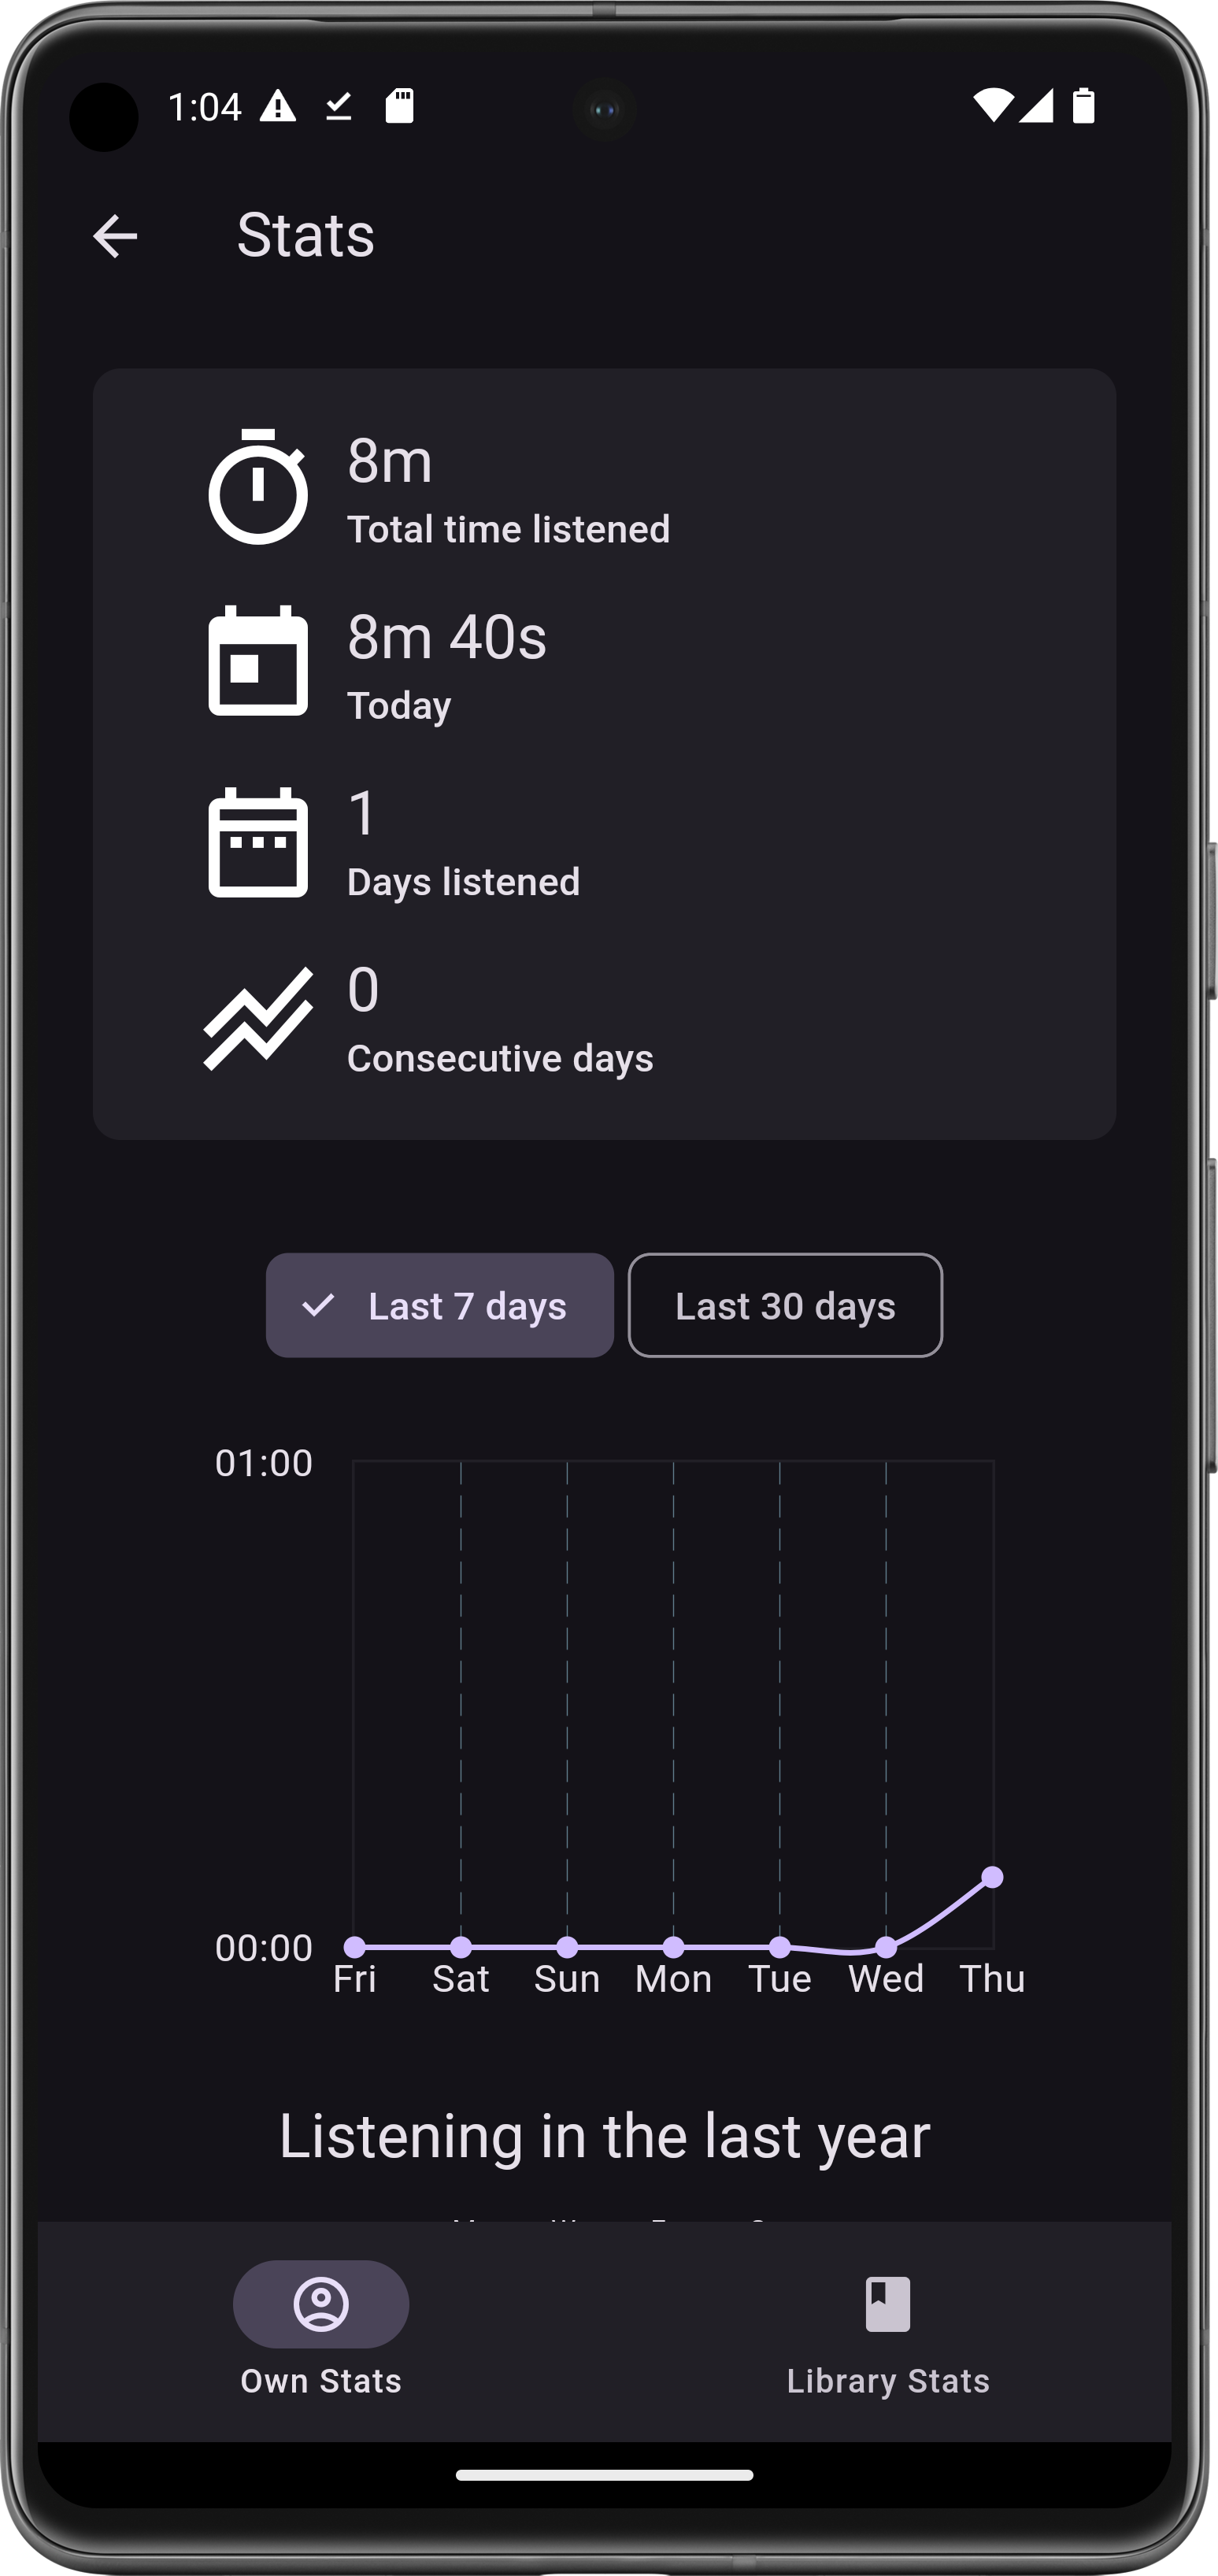 1:04
Stats
8m
Total time listened
8m 40s
Today
1
Days listened
0
Consecutive days
Last 7 days
Last 30 days
01:00
00:00
Fri Sat Sun Mon Tue Wed Thu
Listening in the last year
Own Stats
Library Stats